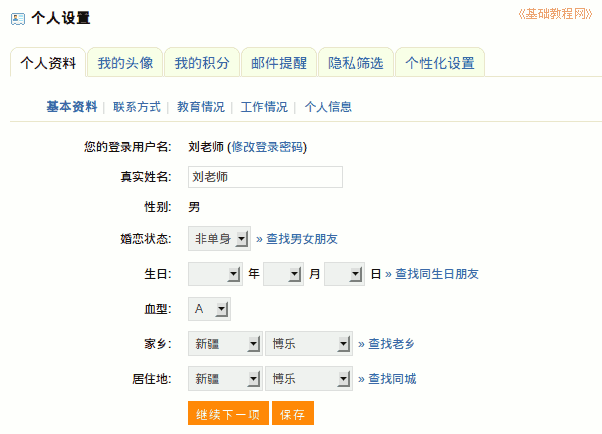 个人设置 《基础教程网》
个人资料 我的头像 我的积分 邮件提醒 隐私筛选 个性化设置
基本资料 | 联系方式 | 教育情况 | 工作情况 | 个人信息
您的登录用户名: 刘老师 (修改登录密码)
真实姓名: 刘老师
性别: 男
婚恋状态: 非单身 » 查找男女朋友
生日: 年 月 日 » 查找同生日朋友
血型: A
家乡: 新疆 博乐 » 查找老乡
居住地: 新疆 博乐 » 查找同城
继续下一项 保存